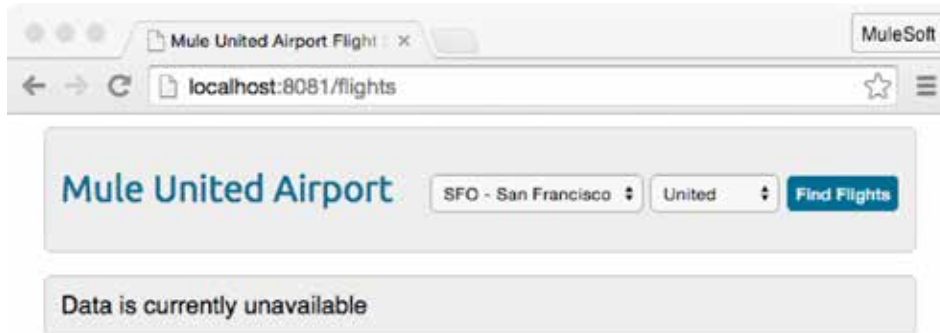 Mule United Airport Flight
MuleSoft
localhost:8081/flights
Mule United Airport
SFO - San Francisco
United
Find Flights
Data is currently unavailable